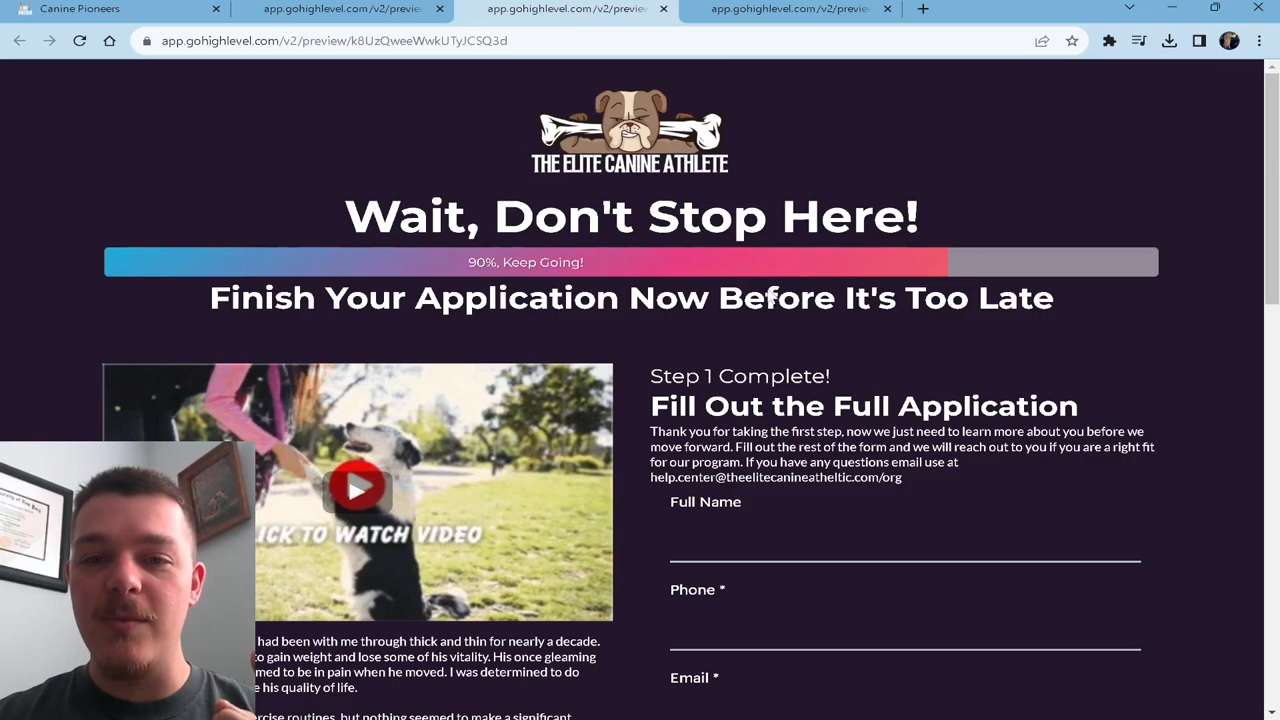 Canine Pioneers
app.gohighlevel.com/v2/previe
app.gohighlevel.com/v2/previe
app.gohighlevel.com/v2/previe
app.gohighlevel.com/v2/preview/k8UzQweeWwkUTyJCSQ3d
THE ELITE CANINE ATHLETE
Wait, Don't Stop Here!
90%, Keep Going!
Finish Your Application Now Before It's Too Late
LICK TO WATCH VIDEO
had been with me through thick and thin for nearly a decade.
to gain weight and lose some of his vitality. His once gleaming
med to be in pain when he moved. I was determined to do
e his quality of life.
ercise routines, but nothing seemed to make a significant
Step 1 Complete!
Fill Out the Full Application
Thank you for taking the first step, now we just need to learn more about you before we
move forward. Fill out the rest of the form and we will reach out to you if you are a right fit
for our program. If you have any questions email use at
help.center@theelitecanineatheltic.com/org
Full Name
Phone *
Email *